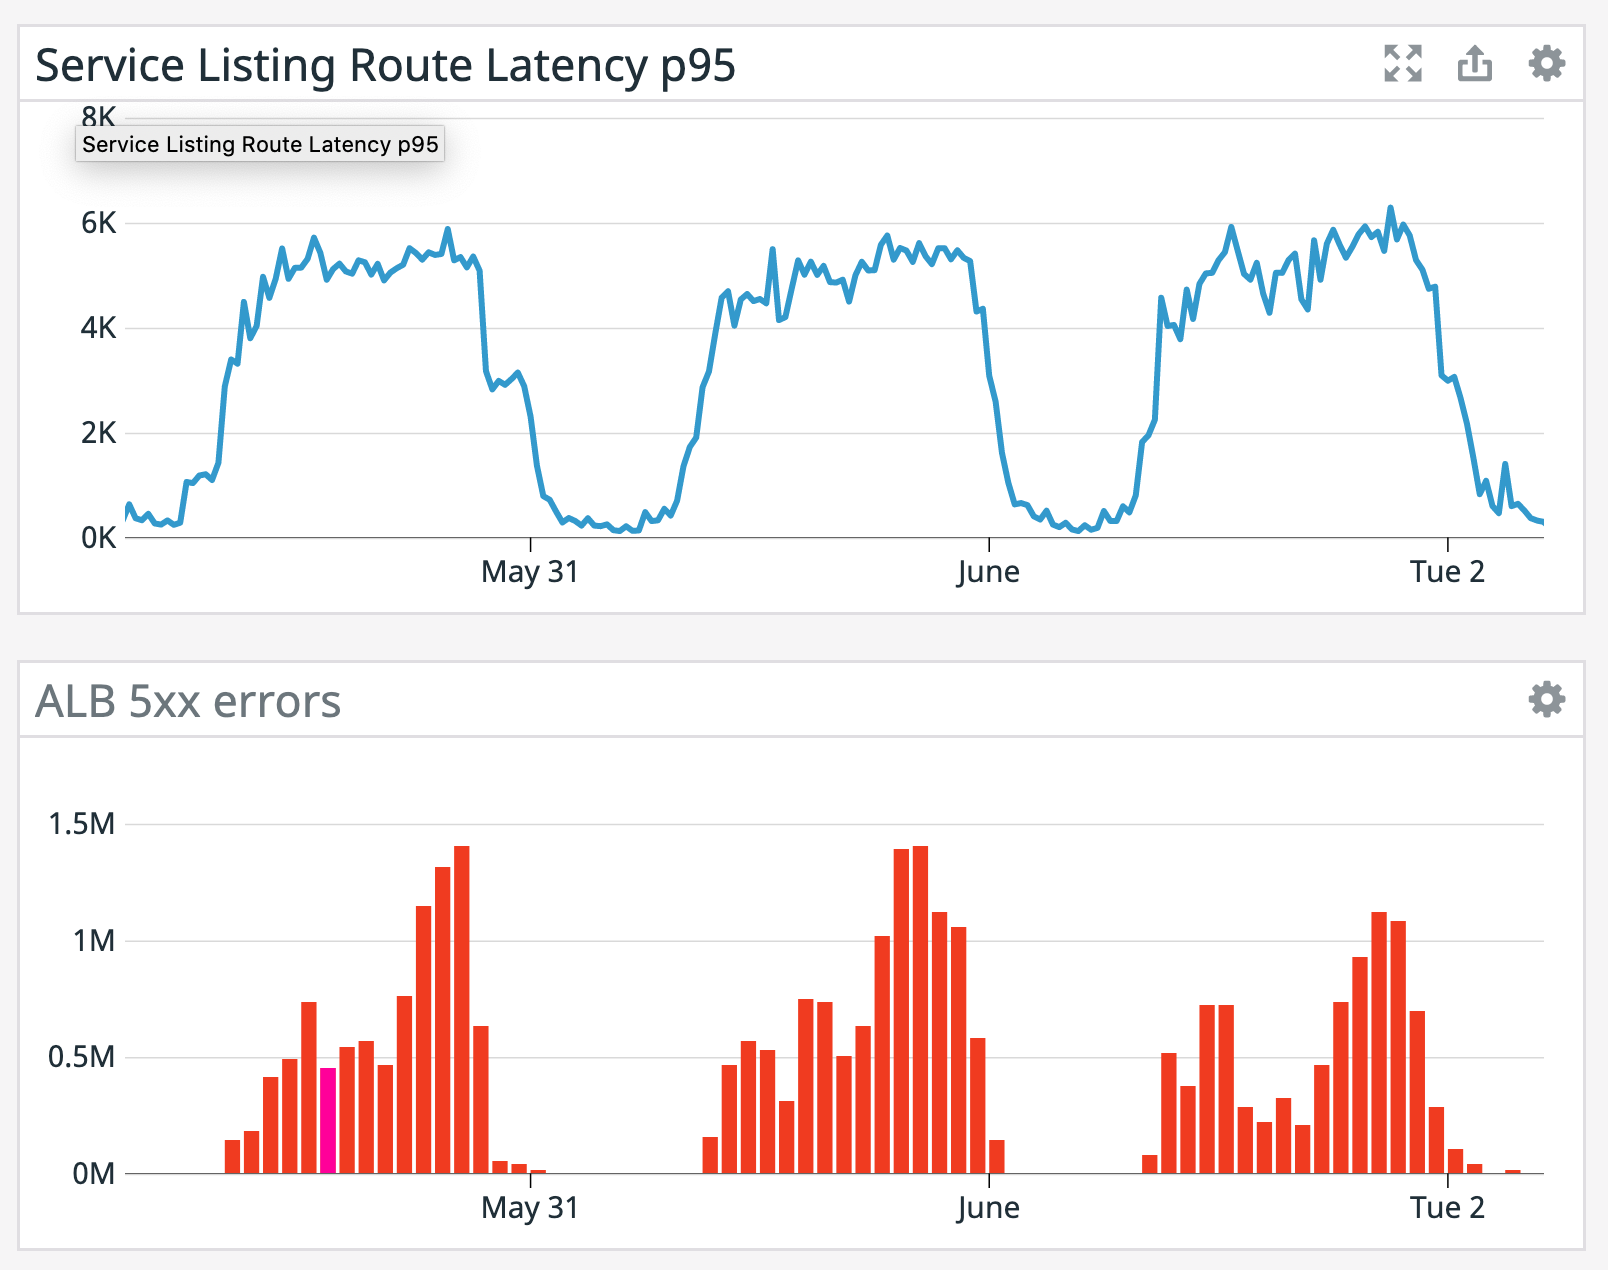 Service Listing Route Latency p95
8K
Service Listing Route Latency p95
6K
4K
2K
0K
May 31
June
Tue 2
ALB 5xx errors
1.5M
1M
0.5M
0M
May 31
June
Tue 2